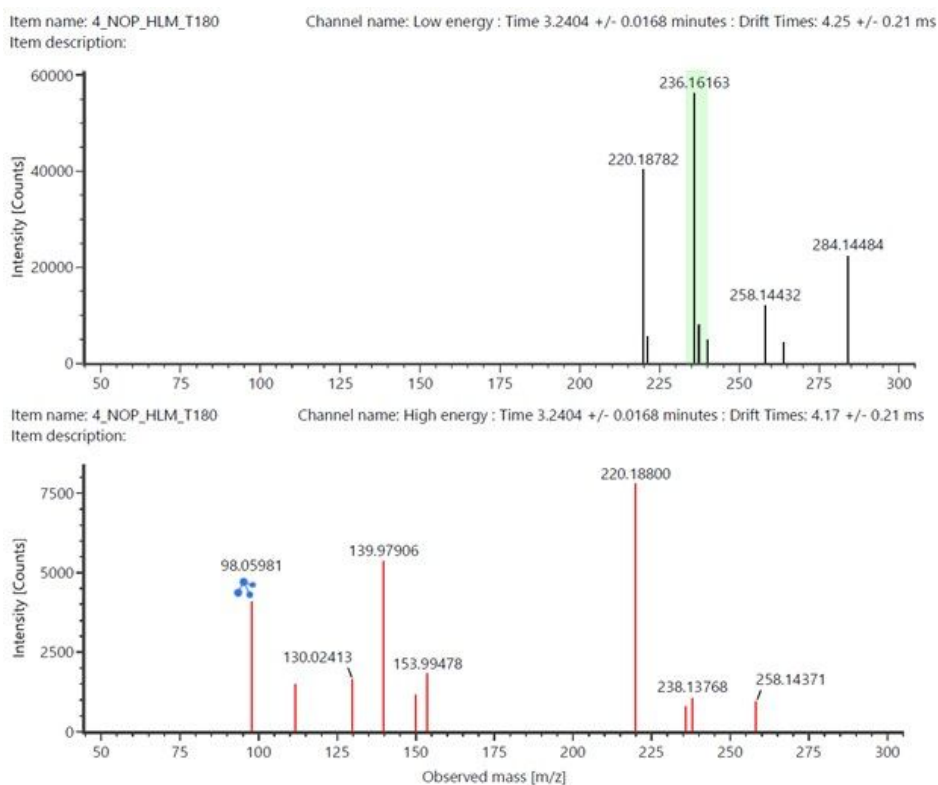 Item name: 4_NOP_HLM_T180 Channel name: Low energy : Time 3.2404 +/- 0.0168 minutes : Drift Times: 4.25 +/- 0.21 ms
Item description:
60000
236.16163
220.18782
40000
Intensity [Counts]
284.14484
20000
258.14432
0
50 75 100 125 150 175 200 225 250 275 300
Item name: 4_NOP_HLM_T180 Channel name: High energy : Time 3.2404 +/- 0.0168 minutes : Drift Times: 4.17 +/- 0.21 ms
Item description:
7500
220.18800
139.97906
98.05981
5000
Intensity [Counts]
130.02413
153.99478
2500
238.13768
258.14371
0
50 75 100 125 150 175 200 225 250 275 300
Observed mass [m/z]